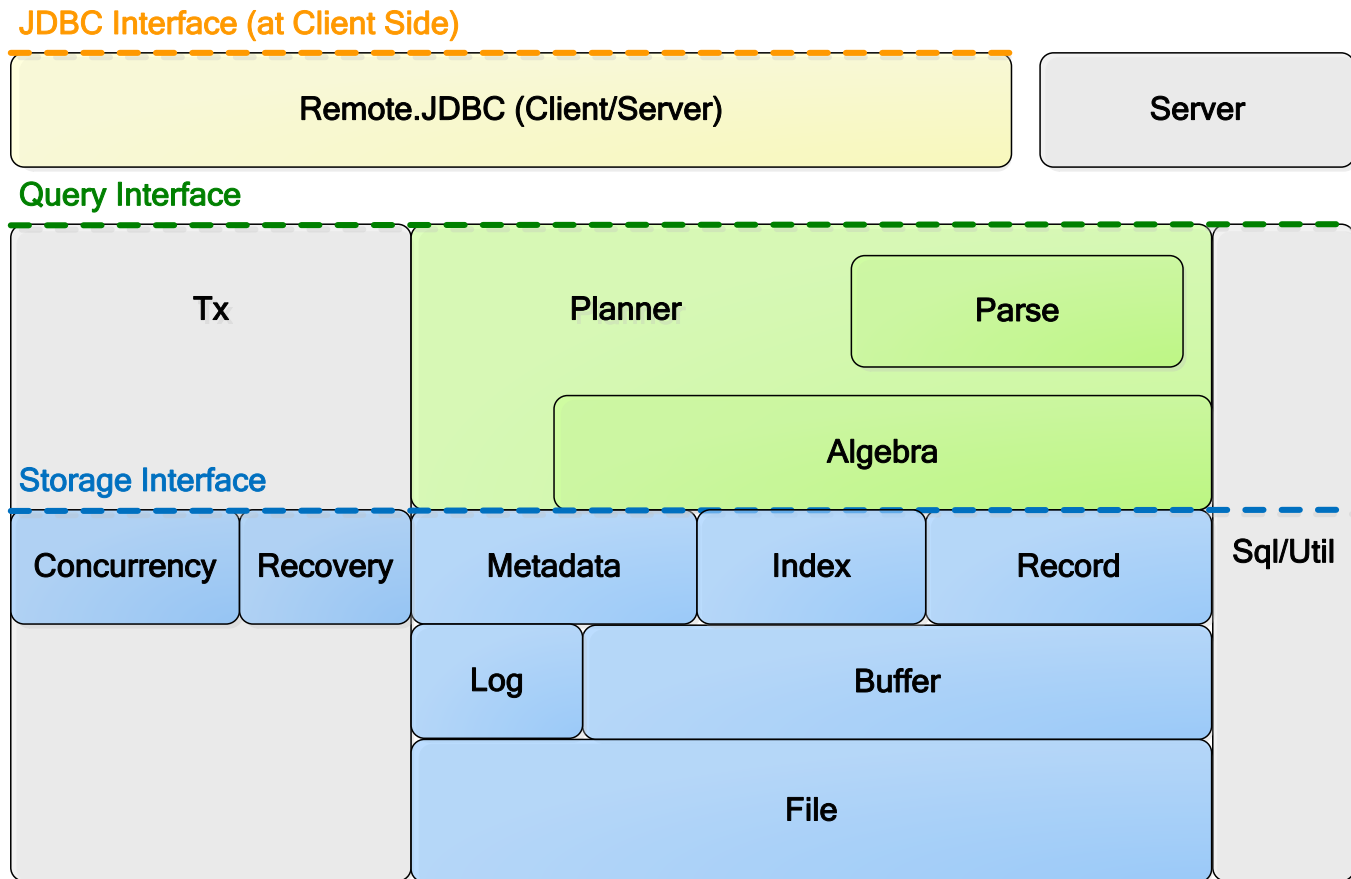 JDBC Interface (at Client Side)
Remote.JDBC (Client/Server)
Server
Query Interface
Tx
Planner
Parse
Algebra
Storage Interface
Concurrency
Recovery
Metadata
Index
Record
Sql/Util
Log
Buffer
File